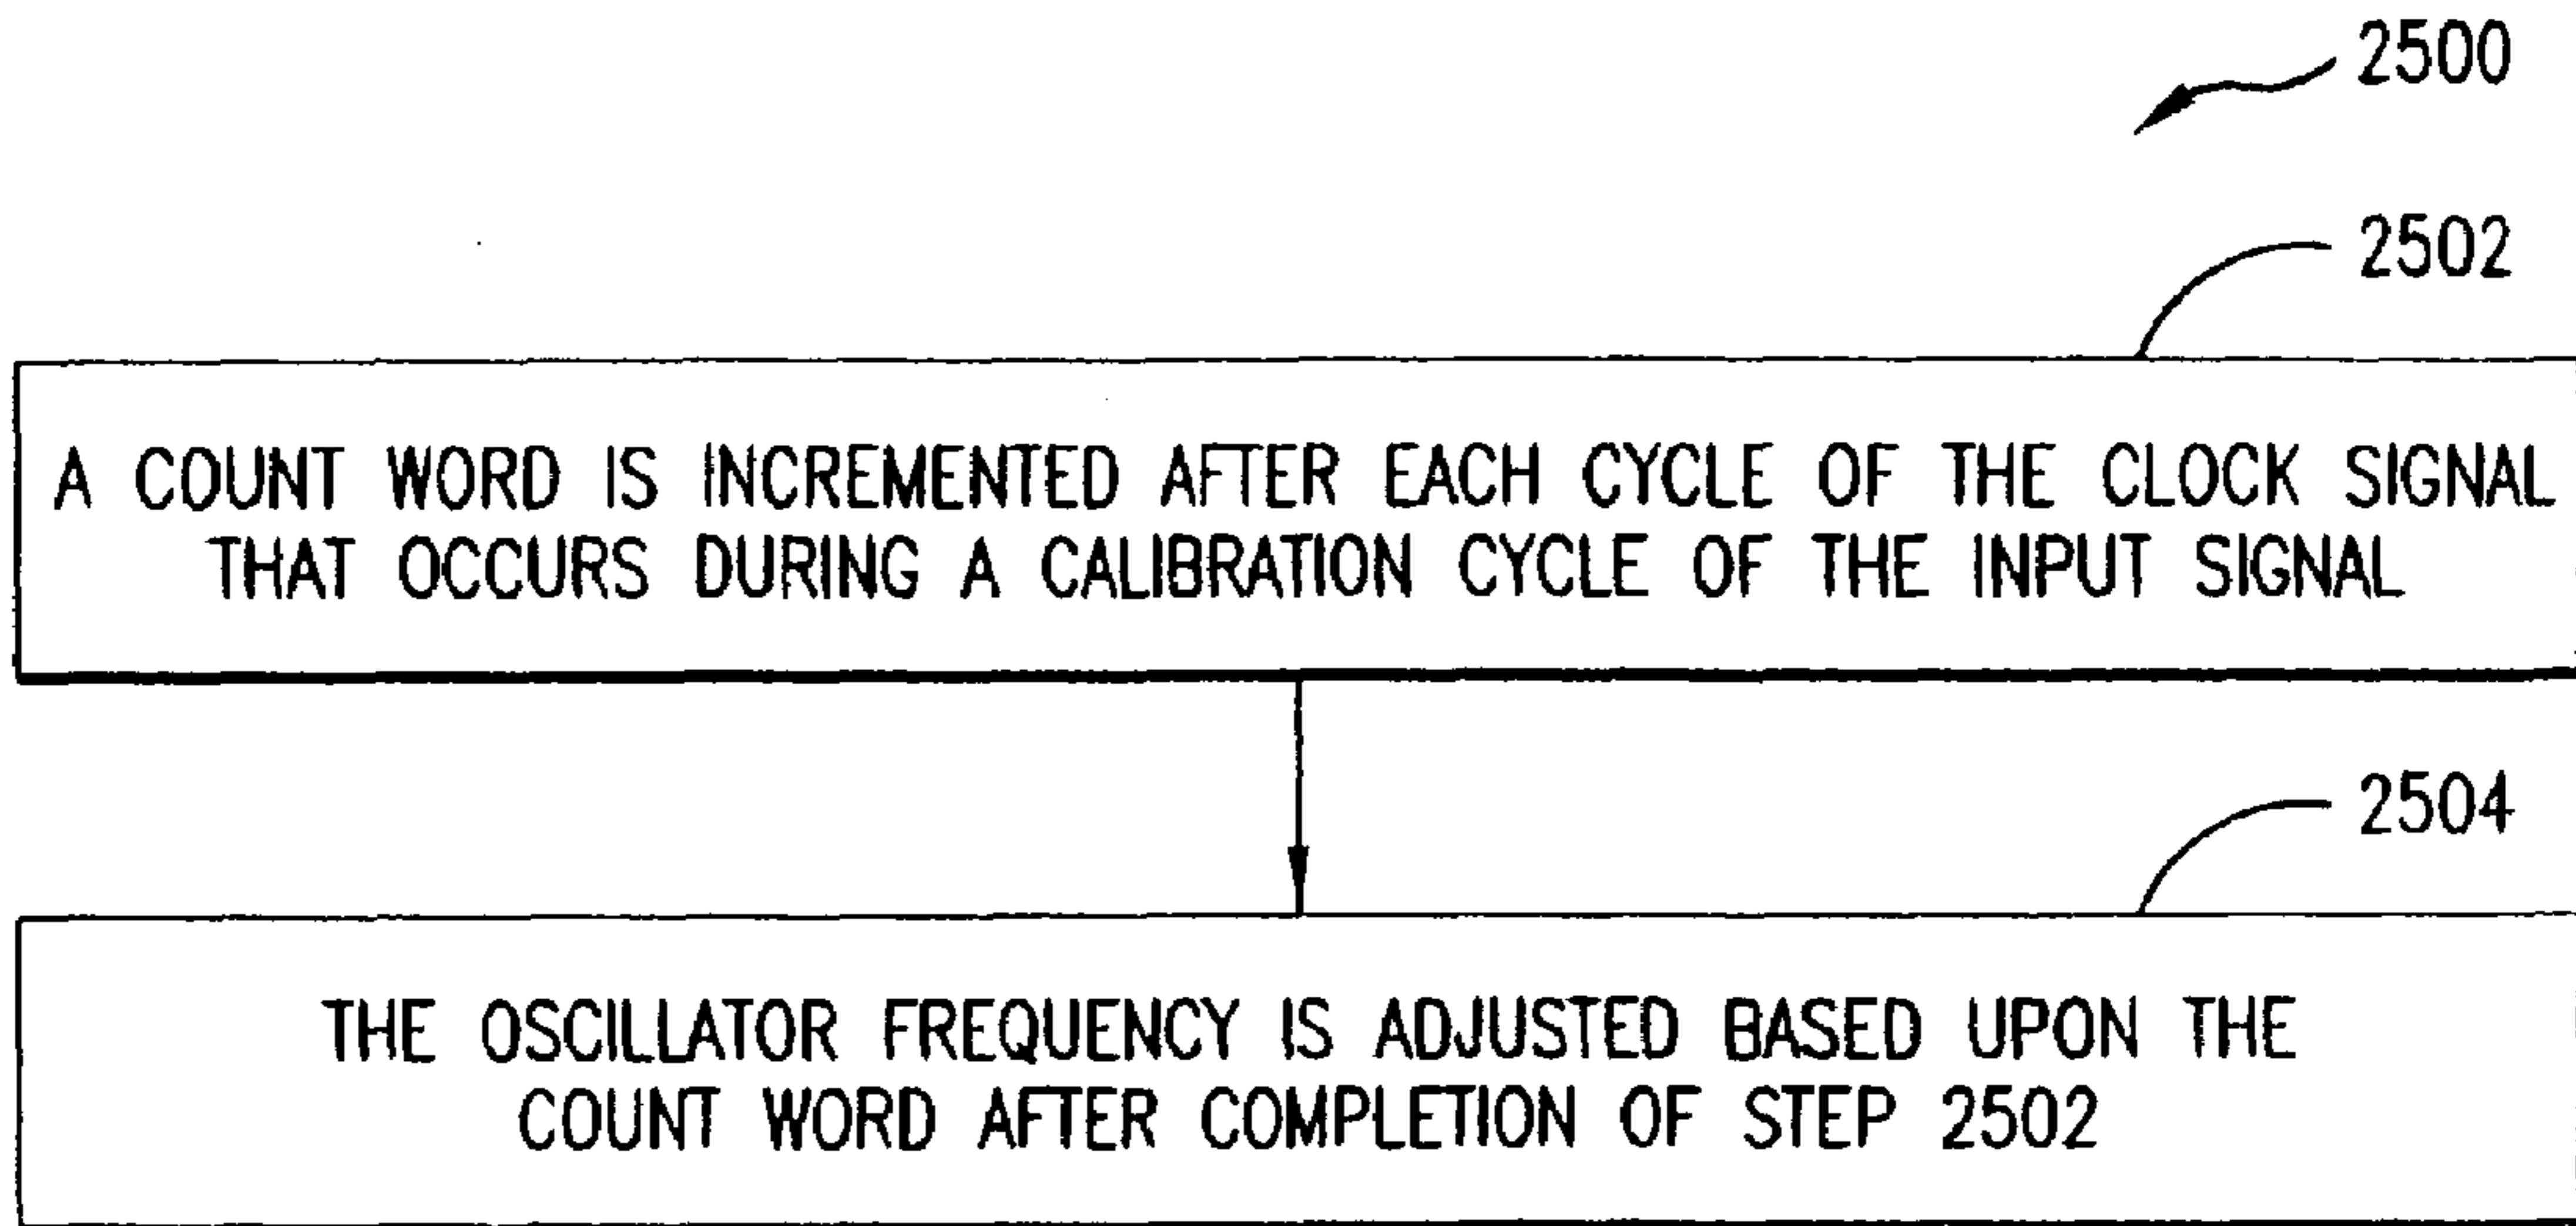 2500
2502
A COUNT WORD IS INCREMENTED AFTER EACH CYCLE OF THE CLOCK SIGNAL
THAT OCCURS DURING A CALIBRATION CYCLE OF THE INPUT SIGNAL
2504
THE OSCILLATOR FREQUENCY IS ADJUSTED BASED UPON THE
COUNT WORD AFTER COMPLETION OF STEP 2502